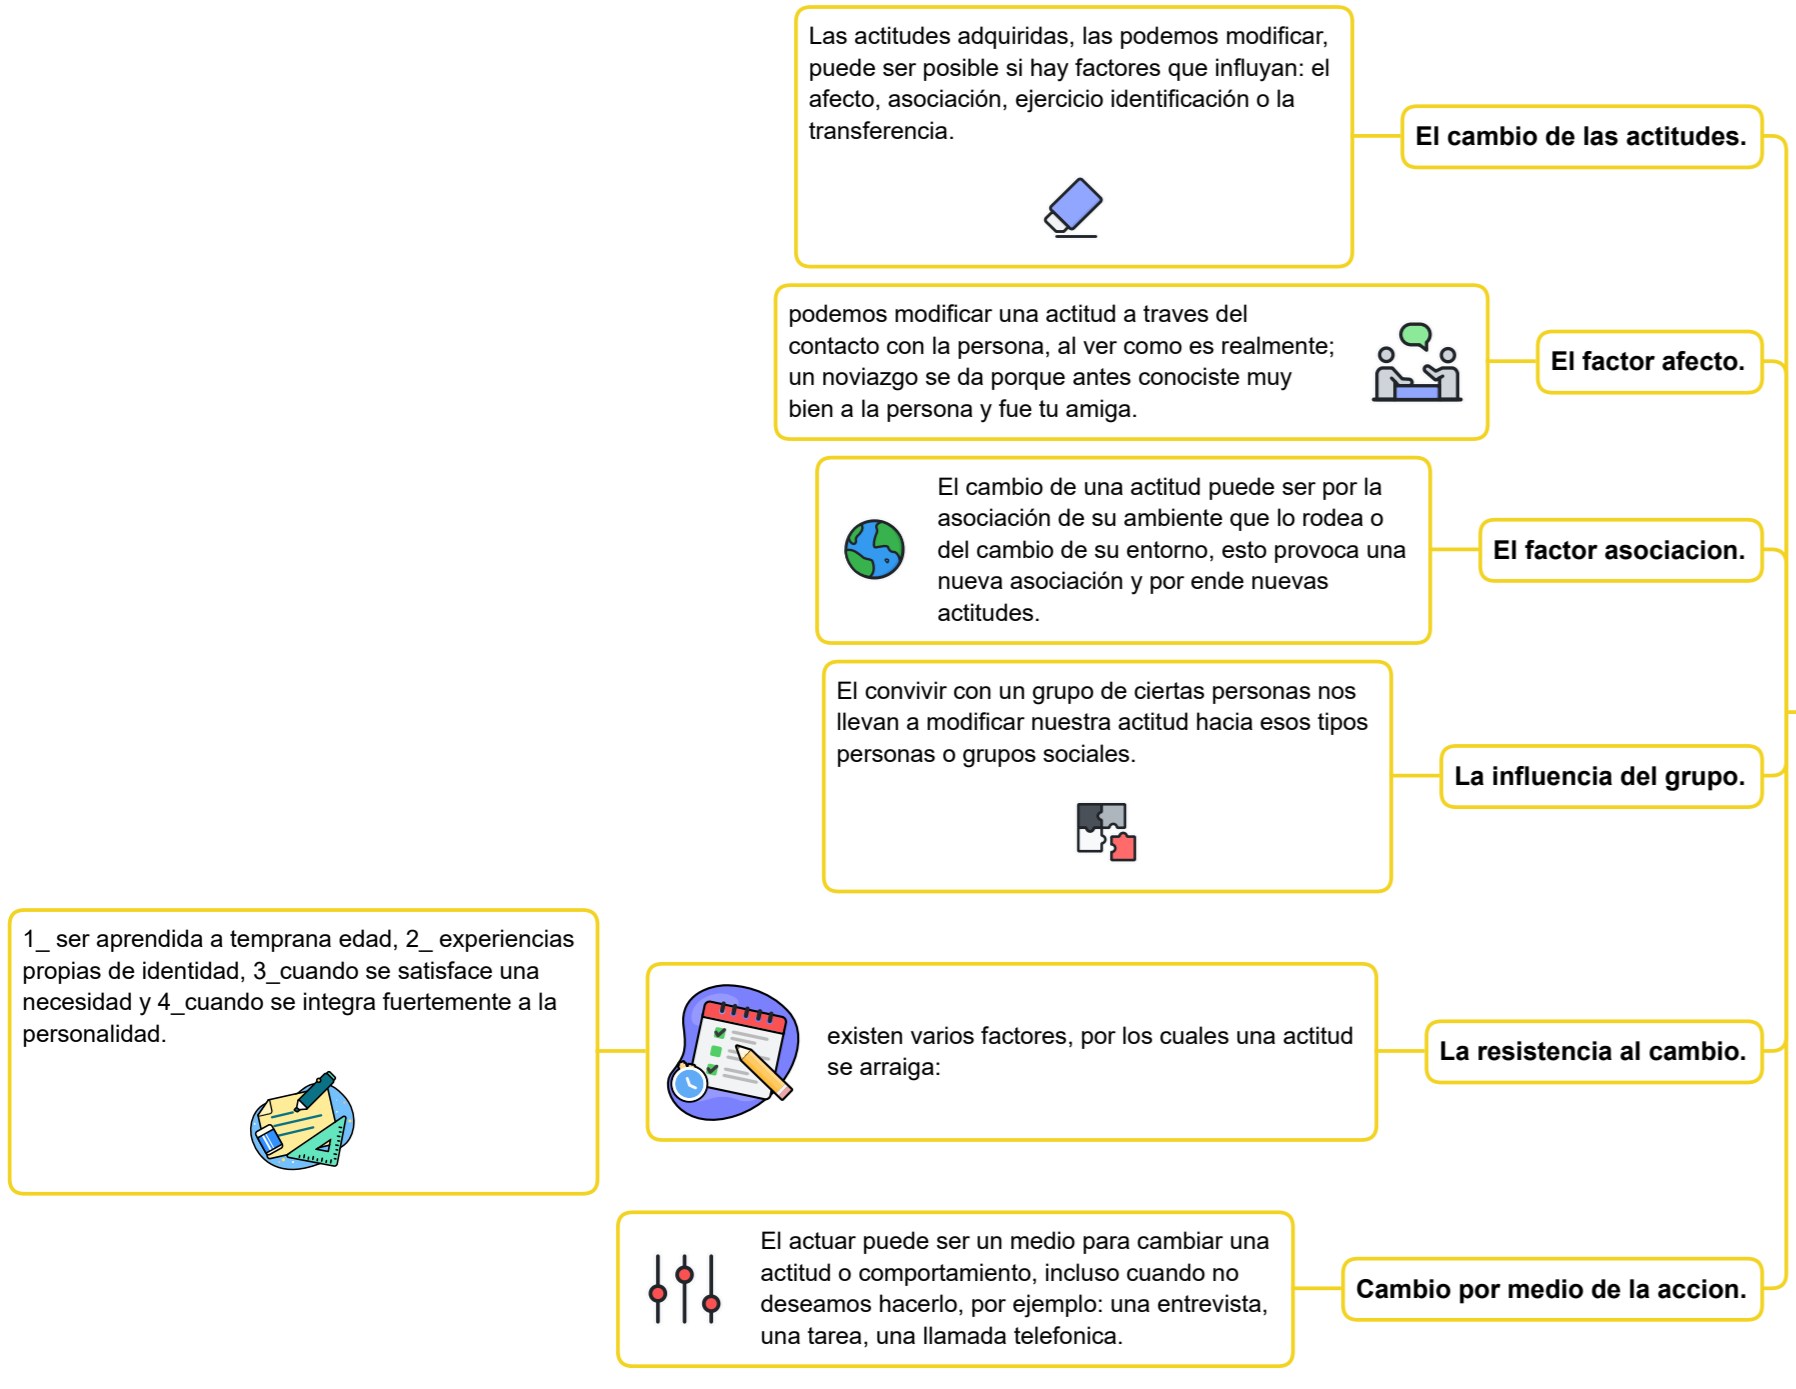 Las actitudes adquiridas, las podemos modificar,
puede ser posible si hay factores que influyan: el
afecto, asociación, ejercicio identificación o la
transferencia.
El cambio de las actitudes.
podemos modificar una actitud a traves del
contacto con la persona, al ver como es realmente;
un noviazgo se da porque antes conociste muy
bien a la persona y fue tu amiga.
El factor afecto.
El cambio de una actitud puede ser por la
asociación de su ambiente que lo rodea o
del cambio de su entorno, esto provoca una
nueva asociación y por ende nuevas
actitudes.
El factor asociacion.
El convivir con un grupo de ciertas personas nos
llevan a modificar nuestra actitud hacia esos tipos
personas o grupos sociales.
La influencia del grupo.
1_ ser aprendida a temprana edad, 2_ experiencias
propias de identidad, 3_cuando se satisface una
necesidad y 4_cuando se integra fuertemente a la
personalidad.
existen varios factores, por los cuales una actitud
se arraiga:
La resistencia al cambio.
El actuar puede ser un medio para cambiar una
actitud o comportamiento, incluso cuando no
deseamos hacerlo, por ejemplo: una entrevista,
una tarea, una llamada telefonica.
Cambio por medio de la accion.